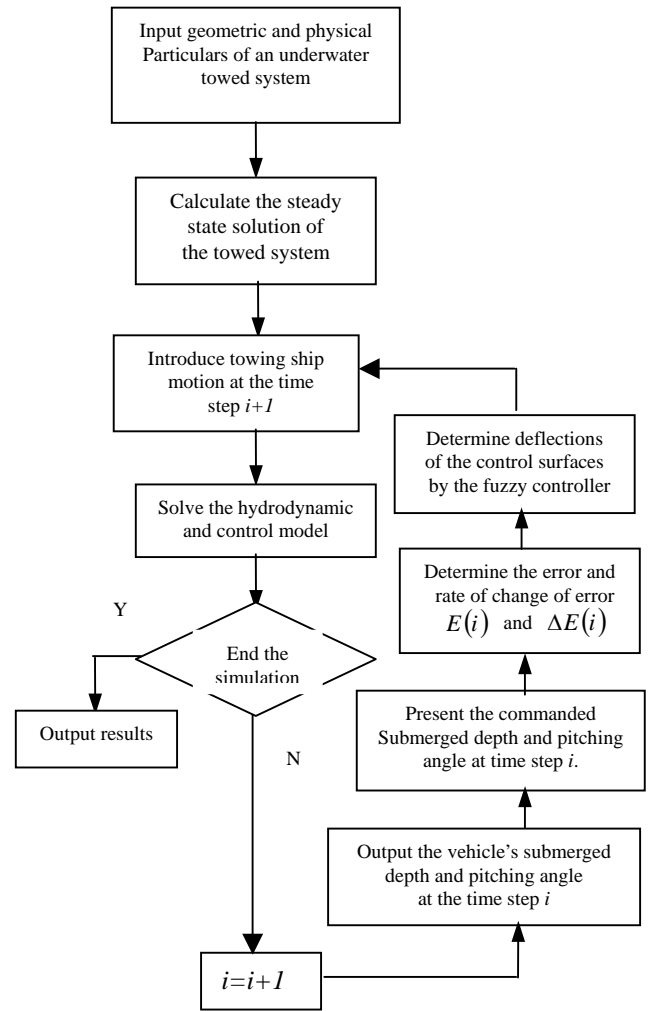 Input geometric and physical
Particulars of an underwater
towed system
Calculate the steady
state solution of
the towed system
Introduce towing ship
motion at the time
step i+1
Solve the hydrodynamic
and control model
Y
End the
simulation
Output results
N
i=i+1
Output the vehicle's submerged
depth and pitching angle
at the time step i
Present the commanded
Submerged depth and pitching
angle at time step i.
Determine the error and
rate of change of error
E(i) and ΔE(i)
Determine deflections
of the control surfaces
by the fuzzy controller